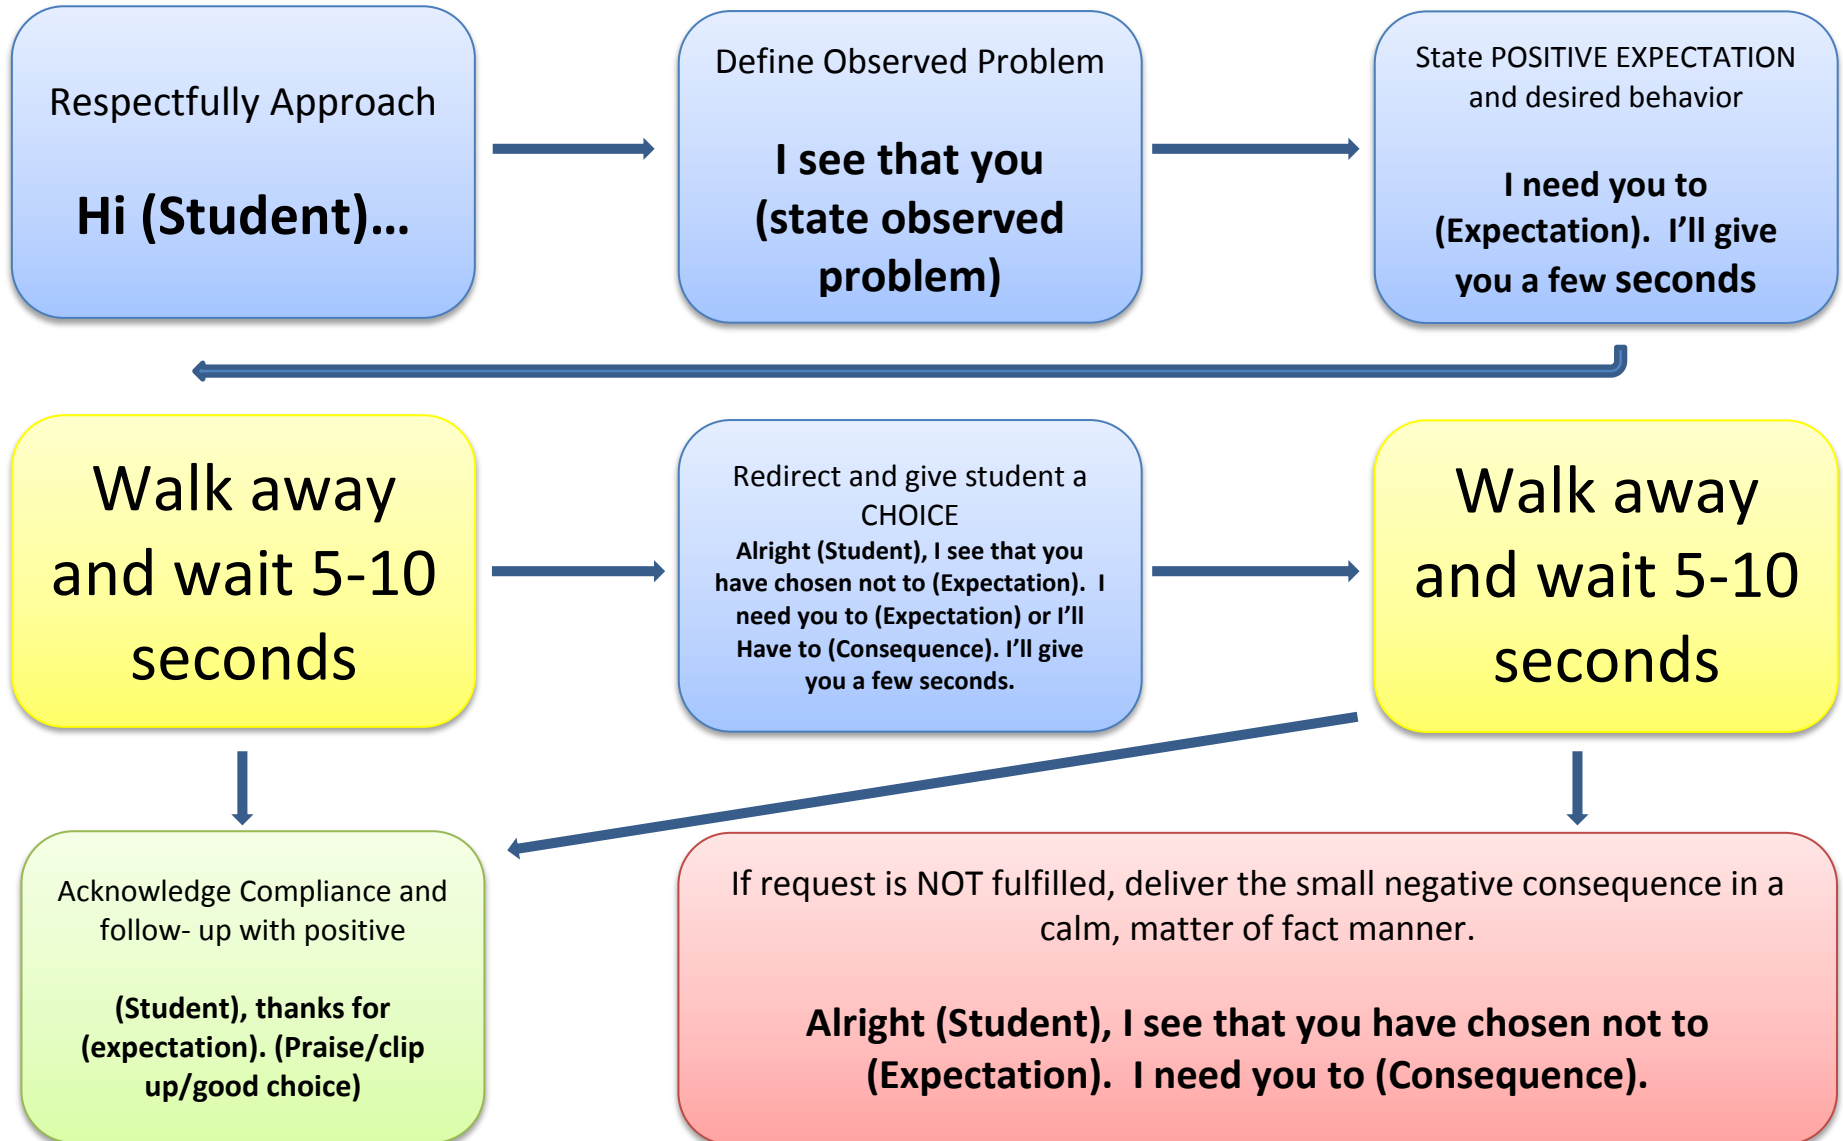 Respectfully Approach
Hi (Student)...
Define Observed Problem
I see that you
(state observed
problem)
State POSITIVE EXPECTATION
and desired behavior
I need you to
(Expectation).  I’ll give
you a few seconds
Walk away
and wait 5-10
seconds
Redirect and give student a
CHOICE
Alright (Student), I see that you
have chosen not to (Expectation).  I
need you to (Expectation) or I’ll
Have to (Consequence). I’ll give
you a few seconds.
Walk away
and wait 5-10
seconds
Acknowledge Compliance and
follow- up with positive
(Student), thanks for
(expectation). (Praise/clip
up/good choice)
If request is NOT fulfilled, deliver the small negative consequence in a
calm, matter of fact manner.
Alright (Student), I see that you have chosen not to
(Expectation).  I need you to (Consequence).